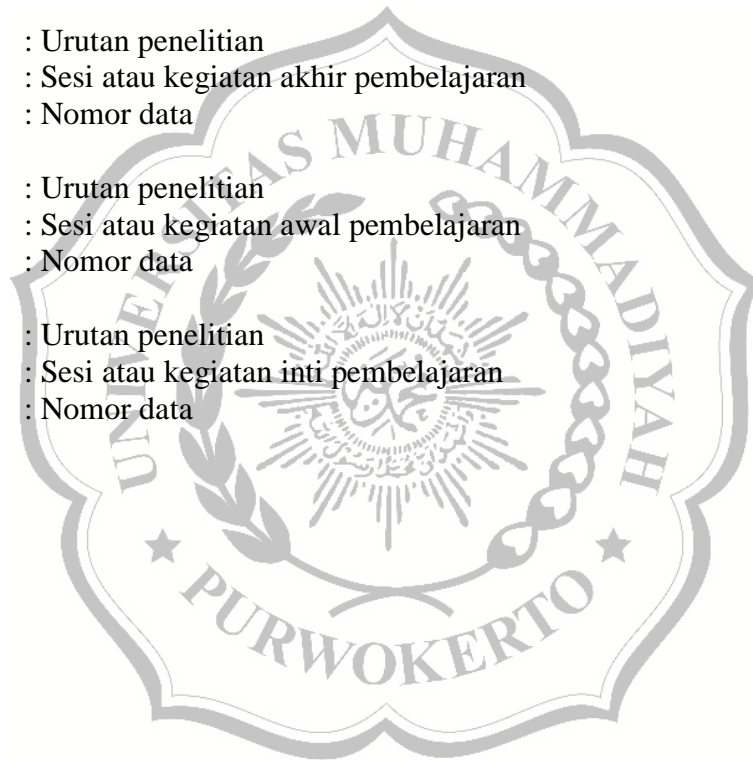 : Urutan penelitian
: Sesi atau kegiatan akhir pembelajaran
: Nomor data
: Urutan penelitian
: Sesi atau kegiatan awal pembelajaran
: Nomor data
: Urutan penelitian
: Sesi atau kegiatan inti pembelajaran
: Nomor data
UNIVERSITAS MUHAMMADIYAH
PURWOKERTO